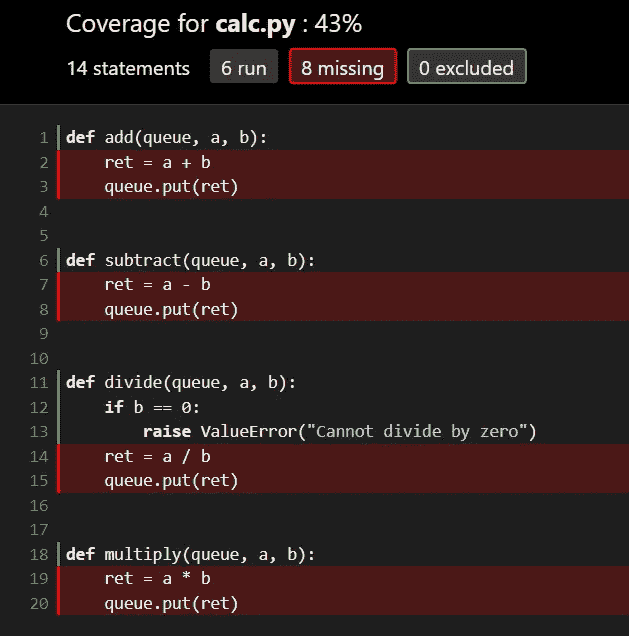 Coverage for calc.py : 43%
14 statements 6 run 8 missing 0 excluded
1 def add(queue, a, b):
2     ret = a + b
3     queue.put(ret)
4
5
6 def subtract(queue, a, b):
7     ret = a - b
8     queue.put(ret)
9
10
11 def divide(queue, a, b):
12     if b == 0:
13         raise ValueError("Cannot divide by zero")
14     ret = a / b
15     queue.put(ret)
16
17
18 def multiply(queue, a, b):
19     ret = a * b
20     queue.put(ret)